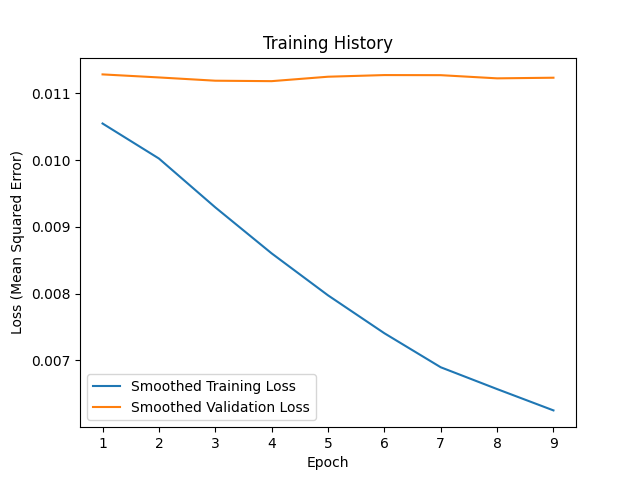 Training History
Loss (Mean Squared Error)
0.011
0.010
0.009
0.008
0.007
Smoothed Training Loss
Smoothed Validation Loss
1 2 3 4 5 6 7 8 9
Epoch